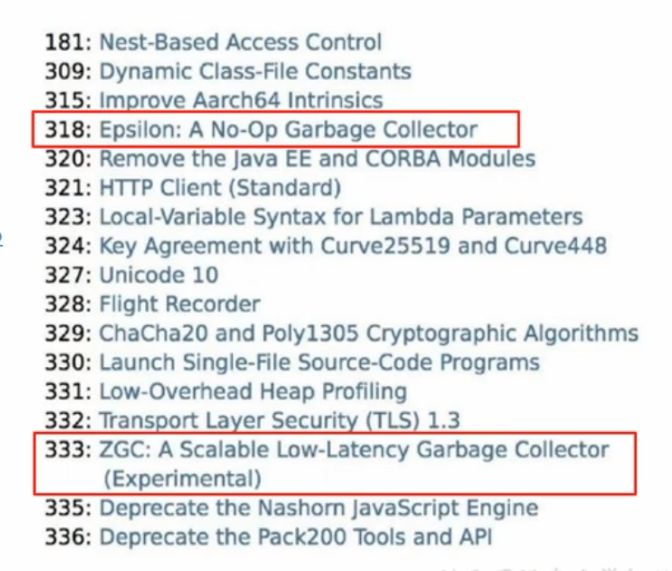 181: Nest-Based Access Control
309: Dynamic Class-File Constants
315: Improve Aarch64 Intrinsics
318: Epsilon: A No-Op Garbage Collector
320: Remove the Java EE and CORBA Modules
321: HTTP Client (Standard)
323: Local-Variable Syntax for Lambda Parameters
324: Key Agreement with Curve25519 and Curve448
327: Unicode 10
328: Flight Recorder
329: ChaCha20 and Poly1305 Cryptographic Algorithms
330: Launch Single-File Source-Code Programs
331: Low-Overhead Heap Profiling
332: Transport Layer Security (TLS) 1.3
333: ZGC: A Scalable Low-Latency Garbage Collector
(Experimental)
335: Deprecate the Nashorn JavaScript Engine
336: Deprecate the Pack200 Tools and API